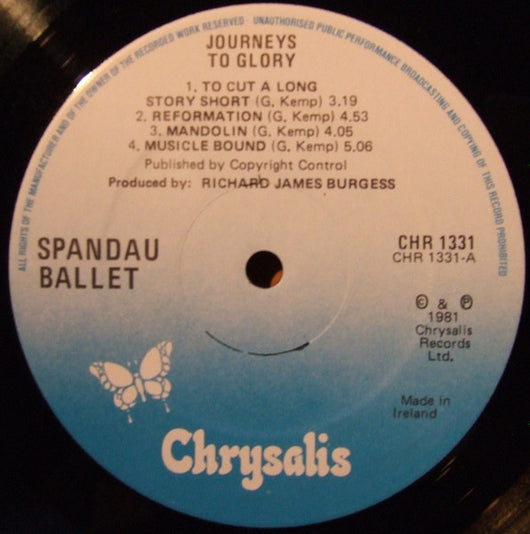 ALL RIGHTS OF THE MANUFACTURER AND OF THE OWNER OF THE RECORDED WORK RESERVED · UNAUTHORISED PUBLIC PERFORMANCE BROADCASTING AND COPYING OF THIS RECORD PROHIBITED
JOURNEYS
TO GLORY
1. TO CUT A LONG
STORY SHORT (G. Kemp) 3.19
2. REFORMATION (G. Kemp) 4.53
3. MANDOLIN (G. Kemp) 4.05
4. MUSICLE BOUND (G. Kemp) 5.06
Published by Copyright Control
Produced by: RICHARD JAMES BURGESS
SPANDAU
BALLET
CHR 1331
CHR 1331-A
© & ℗
1981
Chrysalis
Records
Ltd.
Made in
Ireland
Chrysalis